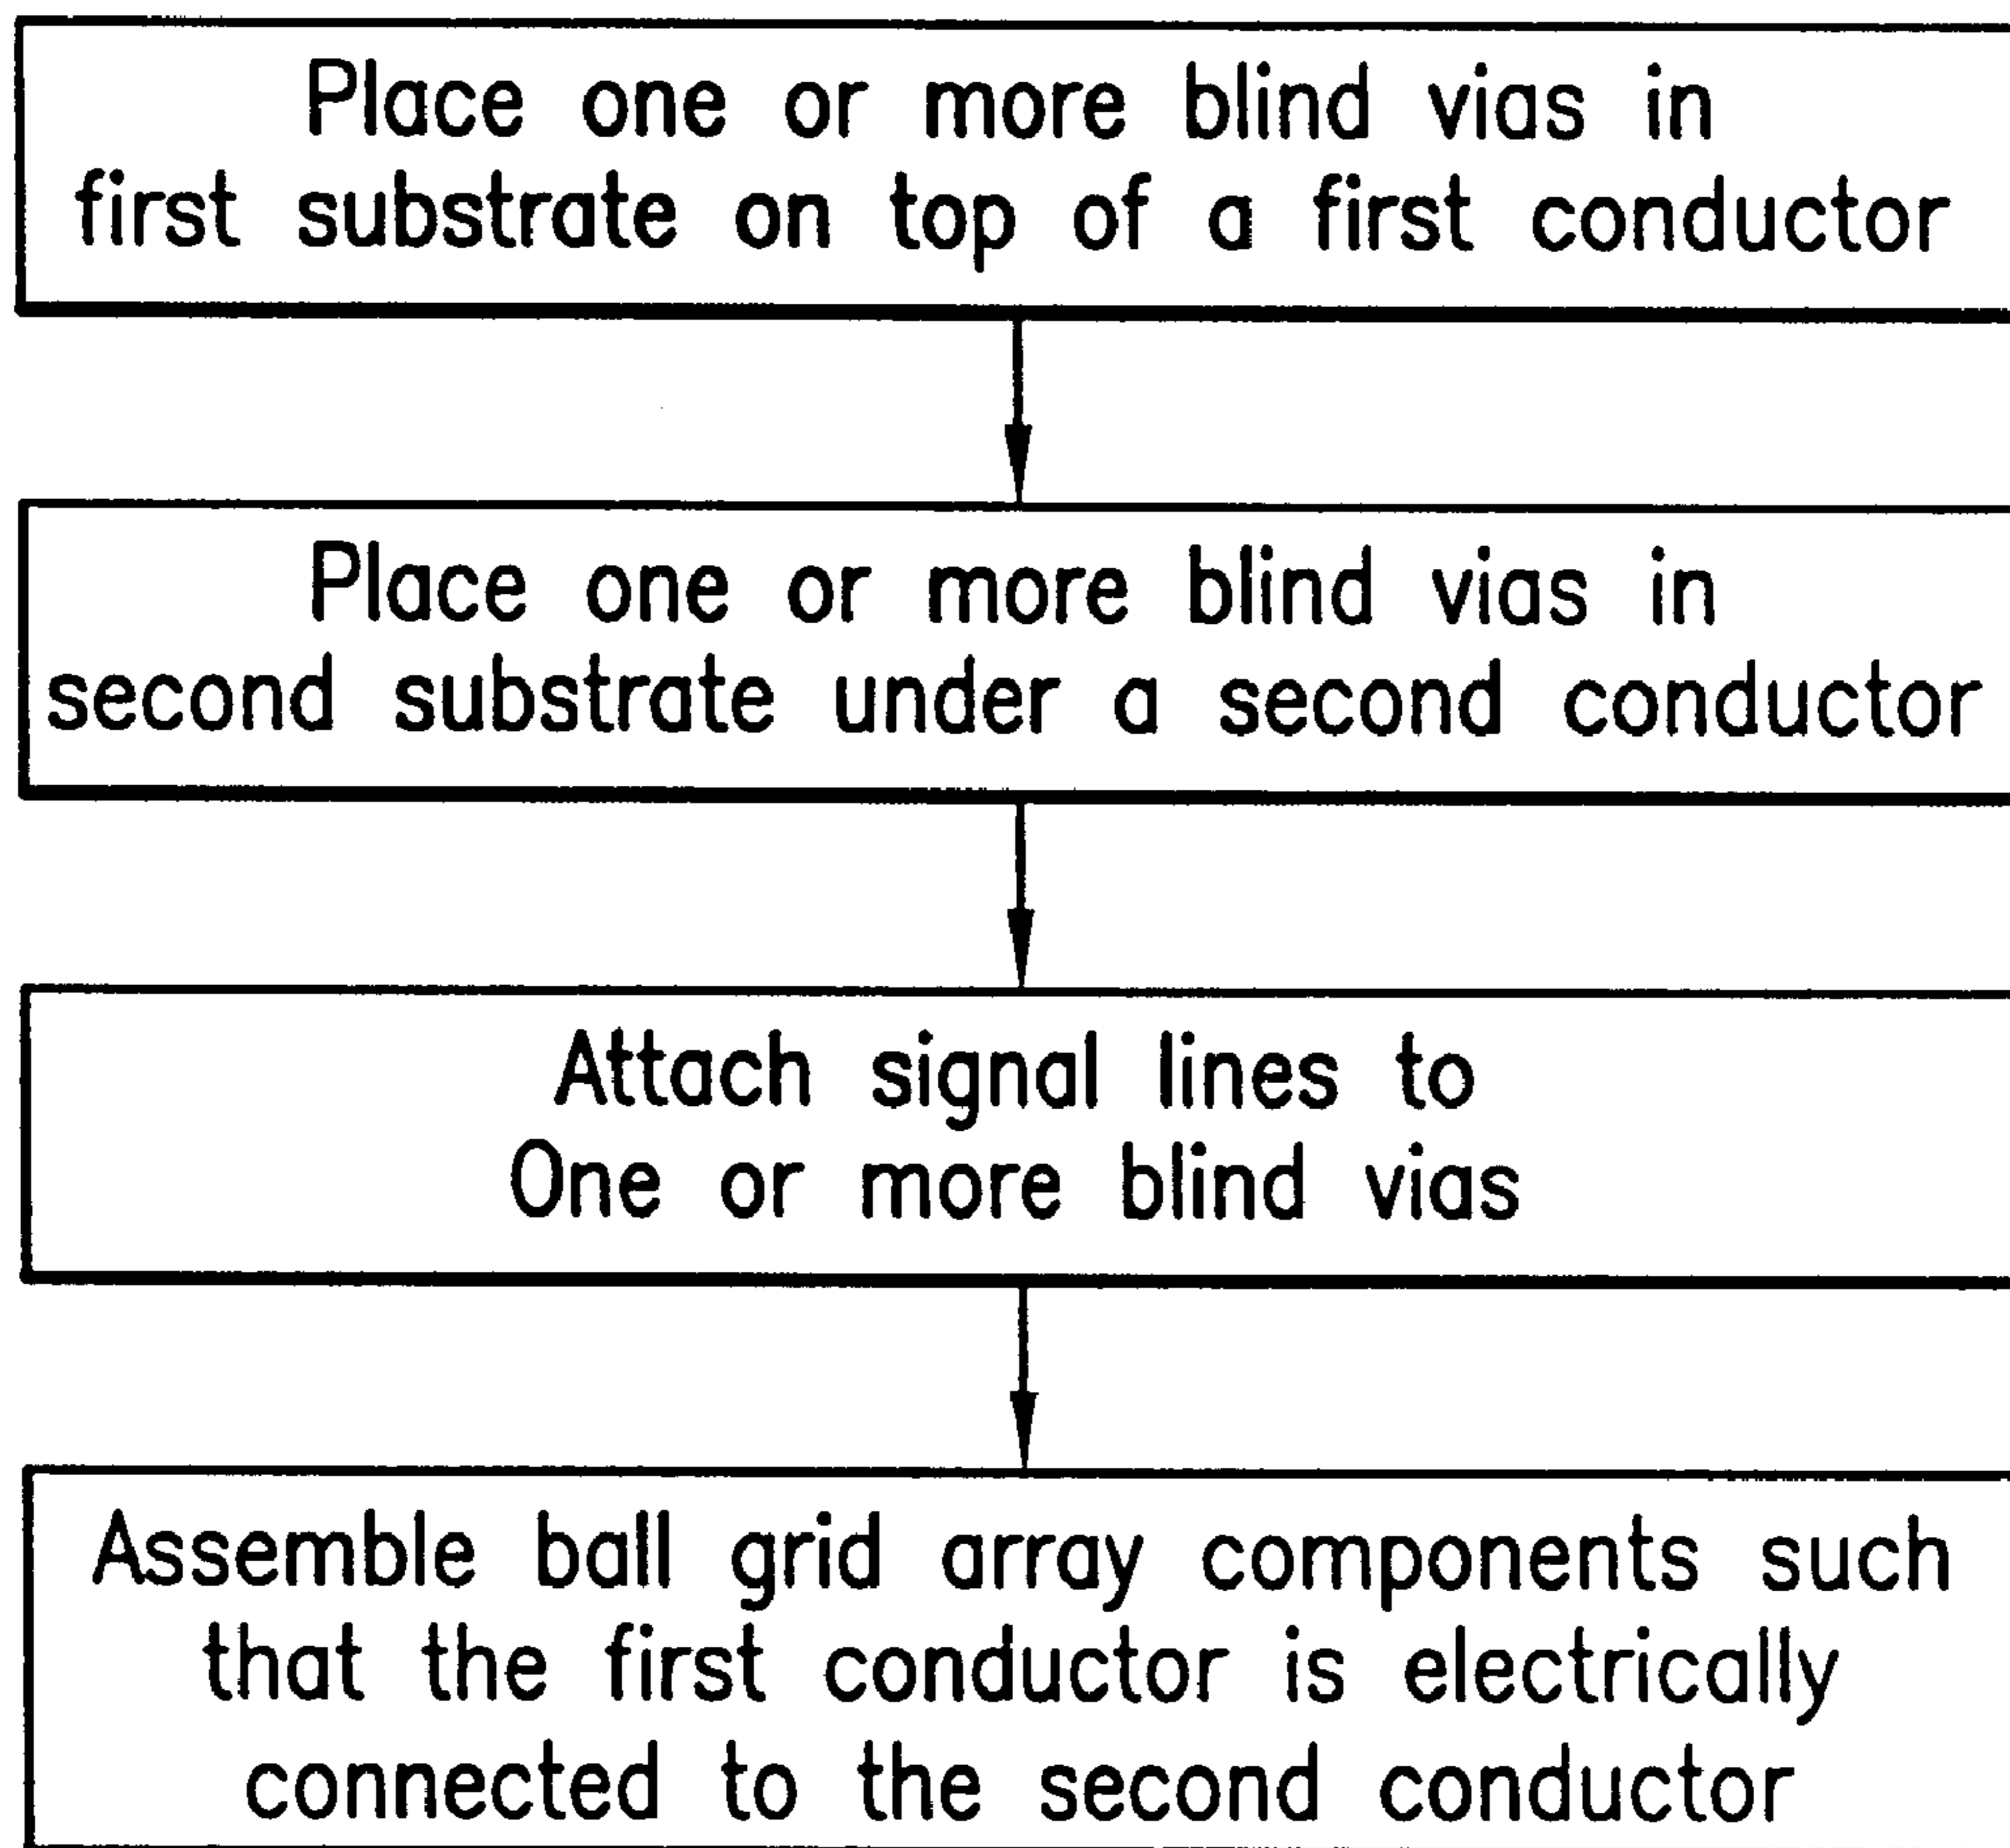 Place one or more blind vias in
first substrate on top of a first conductor
Place one or more blind vias in
second substrate under a second conductor
Attach signal lines to
One or more blind vias
Assemble ball grid array components such
that the first conductor is electrically
connected to the second conductor